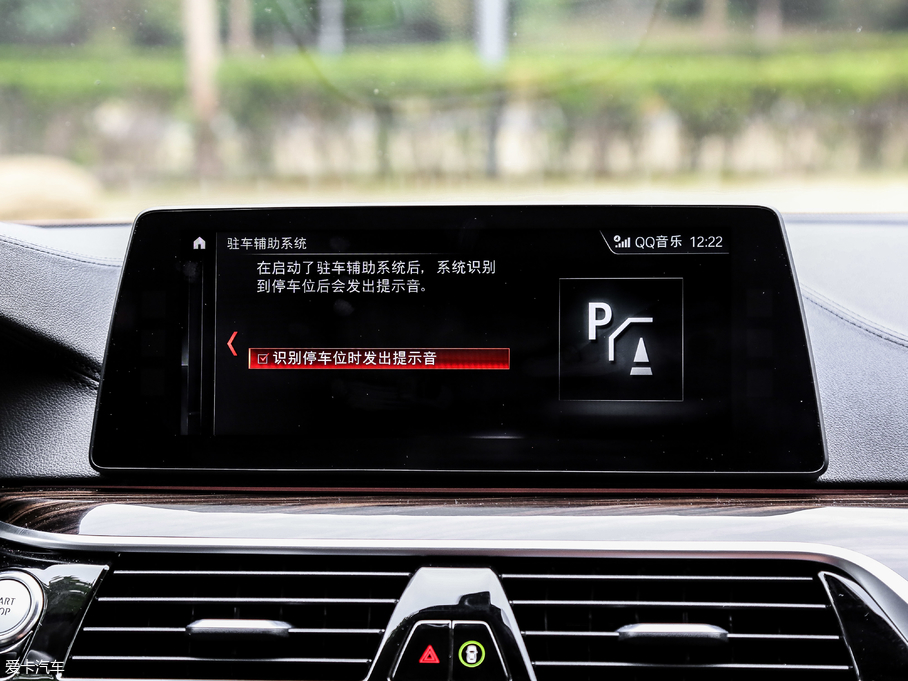 驻车辅助系统
QQ音乐 12:22
在启动了驻车辅助系统后，系统识别
到停车位后会发出提示音。
P
识别停车位时发出提示音
ART
OP
爱卡汽车